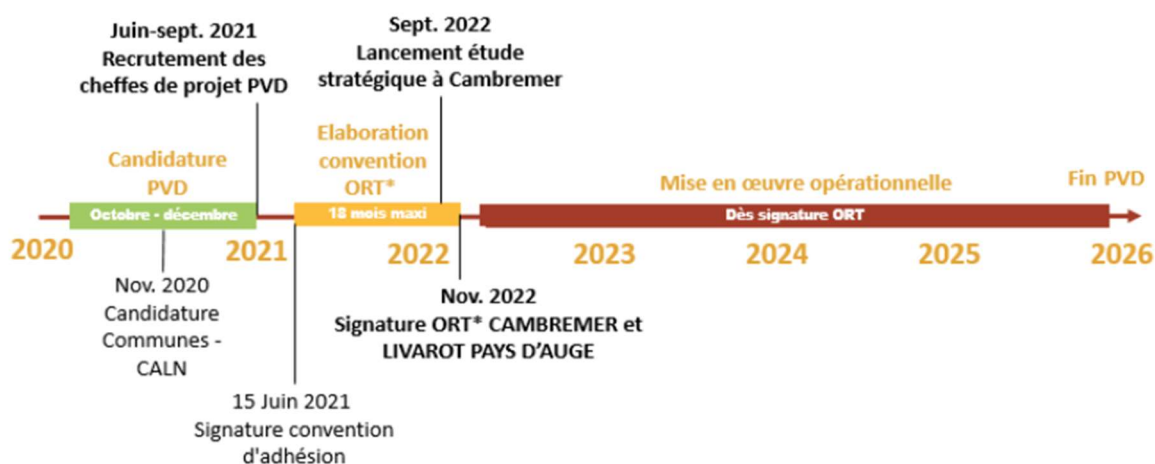 Juin-sept. 2021
Recrutement des
cheffes de projet PVD
Sept. 2022
Lancement étude
stratégique à Cambremer
Candidature
PVD
Elaboration
convention
ORT*
Mise en œuvre opérationnelle
Fin PVD
Octobre - décembre
18 mois maxi
Dès signature ORT
2020
2021
2022
2023
2024
2025
2026
Nov. 2020
Candidature
Communes -
CALN
Nov. 2022
Signature ORT* CAMBREMER et
LIVAROT PAYS D'AUGE
15 Juin 2021
Signature convention
d'adhésion